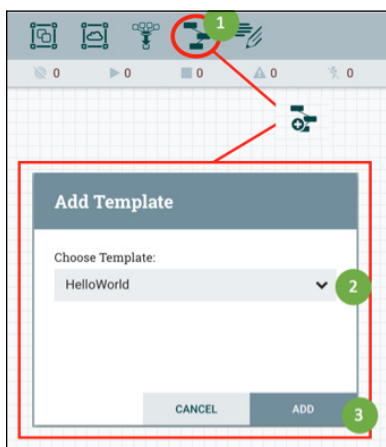 1
0 0 0 0 0
Add Template
Choose Template:
HelloWorld
2
CANCEL ADD
3